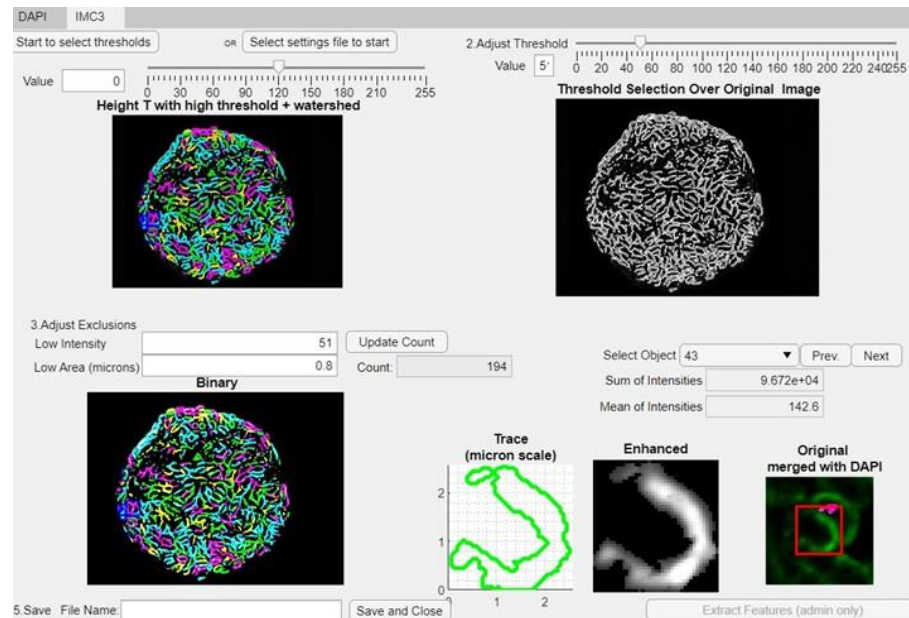 DAPI IMC3
Start to select thresholds OR Select settings file to start
Value 0
0 30 60 90 120 150 180 210 255
Height T with high threshold + watershed
2.Adjust Threshold
Value
0 20 40 60 80 100 120 140 160 180 200 220 240255
Threshold Selection Over Original Image
3.Adjust Exclusions
Low Intensity 51 Update Count
Low Area (microns) 0.8 Count: 194
Binary
Select Object 43 Prev. Next
Sum of Intensities 9.672e+04
Mean of Intensities 142.6
Trace
(micron scale)
2
1
0
0 1 2
Enhanced
Original
merged with DAPI
5.Save File Name: Save and Close
Extract Features (admin only)